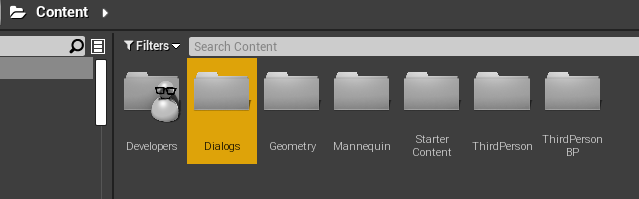 Content
Filters
Search Content
Developers
Dialogs
Geometry
Mannequin
Starter
Content
ThirdPerson
ThirdPerson
BP